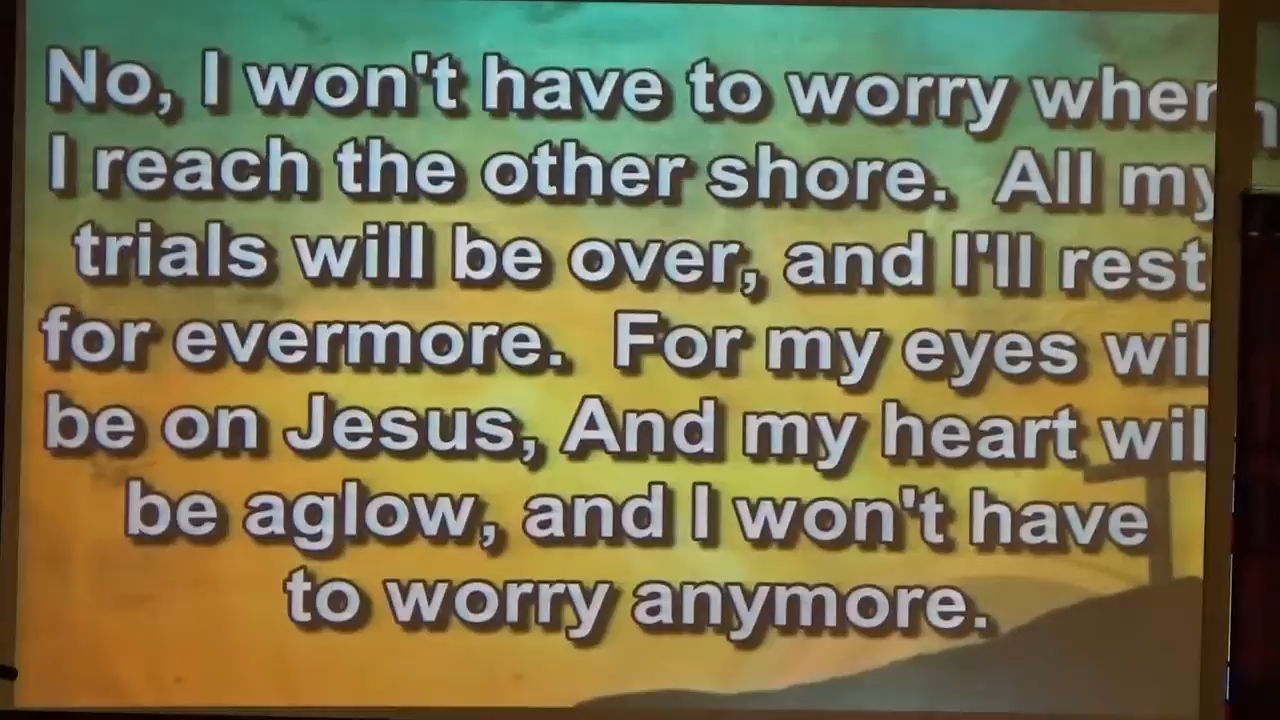 No, I won't have to worry when
I reach the other shore.  All my
trials will be over, and I'll rest
for evermore.  For my eyes wil
be on Jesus, And my heart wil
be aglow, and I won't have
to worry anymore.